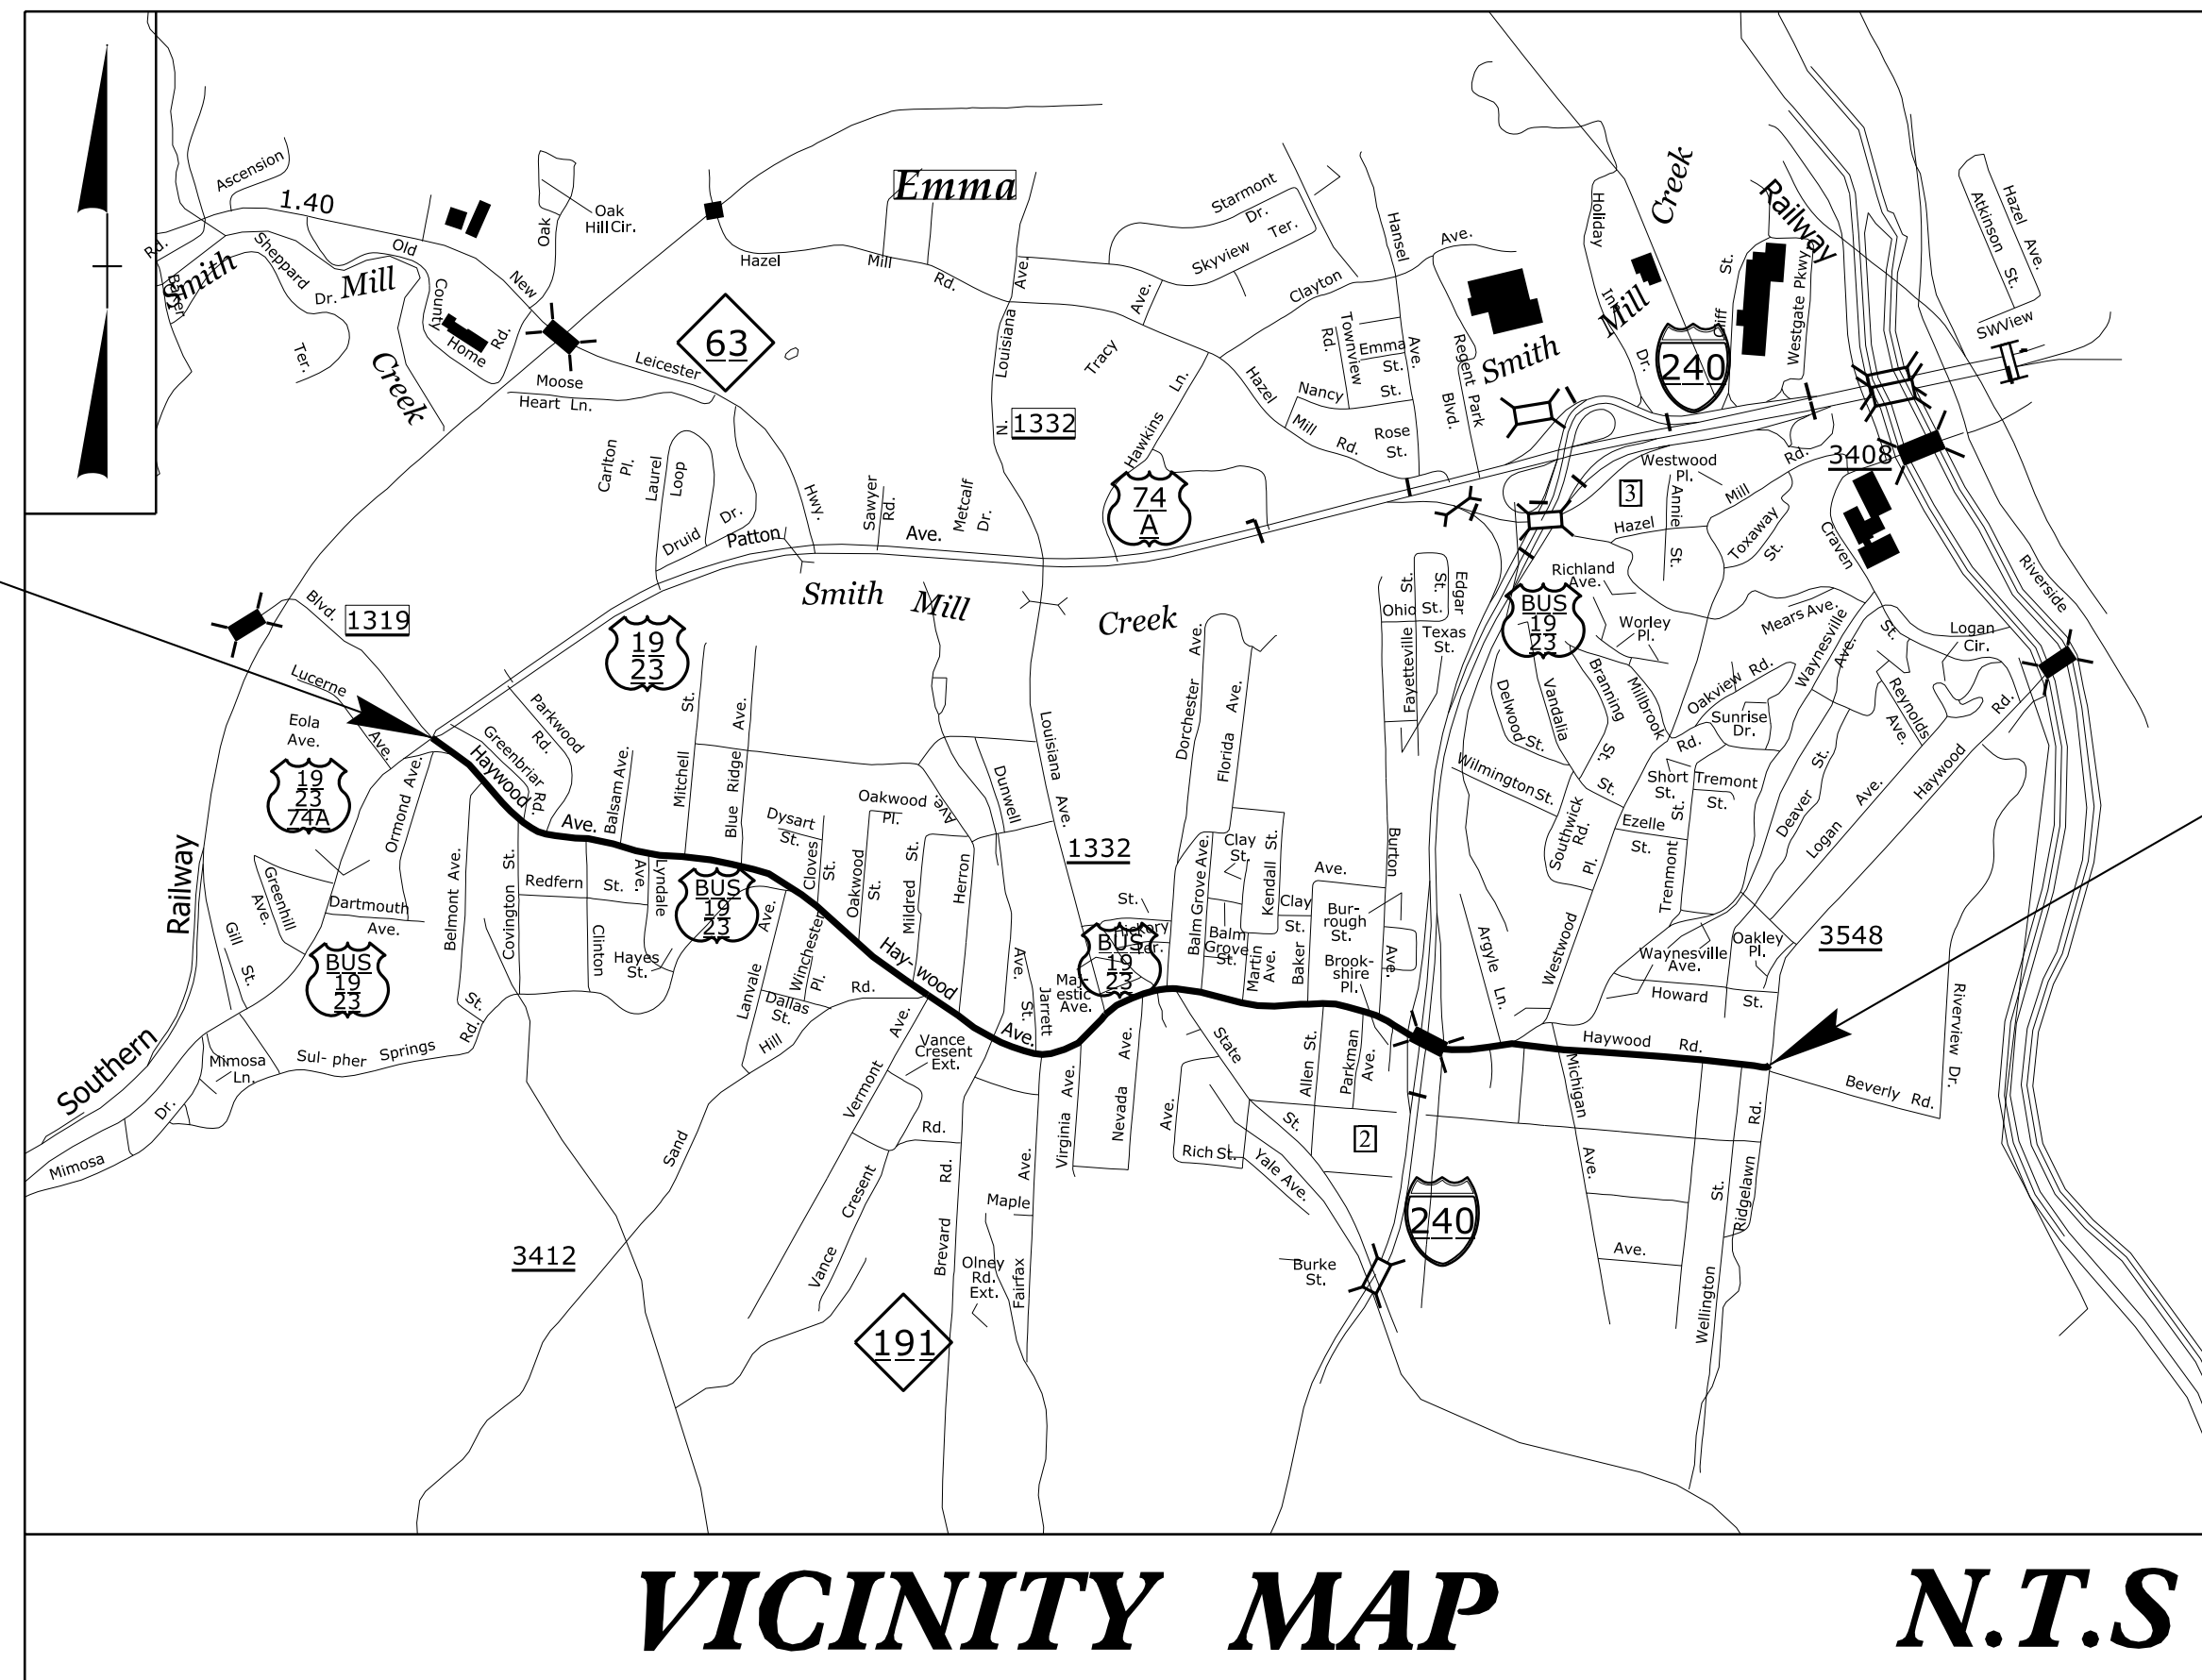 Ascension
1.40
Rd.
Smith
Baker
Sheppard
Dr.
Ter.
Mill
Creek
Old
County
Home
Rd.
New
Oak
Oak
Hill Cir.
Leicester
Hwy.
Moose
Heart Ln.
63
Hazel
Mill
Rd.
Emma
Louisiana
Ave.
N.
1332
Starmont
Dr.
Skyview
Ter.
Clayton
Ave.
Hansel
Ave.
Tracy
Ave.
Hawkins
Ln.
Hazel
Mill
Rd.
Townview
Rd.
Emma
St.
Nancy
St.
Rose
St.
Regent Park
Blvd.
Smith
Mill
Creek
Holiday
Inn
Dr.
Cliff
St.
Westgate Pkwy.
Railway
240
Hazel
Ave.
Atkinson
St.
SWView
3408
Westwood
Pl.
Annie
St.
Mill
Rd.
Hazel
3
Toxaway
St.
Craven
St.
Riverside
Richland
Ave.
Worley
Pl.
Mears Ave.
Waynesville
Ave.
Logan
Cir.
Reynolds
Ave.
Oakview Rd.
Sunrise
Dr.
Millbrook
Rd.
Branning
St.
Vandalia
St.
Delwood
St.
Wilmington St.
Southwick
Rd.
Pl.
Short
St.
Tremont
St.
Ezelle
St.
Trenmont
St.
Deaver
St.
Logan
Ave.
Haywood
Rd.
Carlton
Pl.
Laurel
Loop
Druid
Dr.
Patton
Ave.
Sawyer
Rd.
Metcalf
Dr.
74
A
Smith
Mill
Creek
19
23
BUS
19
23
Ohio
St.
St.
St.
Edgar
Texas
St.
Fayetteville
Burton
Ave.
Blvd.
1319
Lucerne
Ave.
Eola
Ave.
19
23
74A
Ormond Ave.
Haywood
Ave.
Greenbriar
Rd.
Parkwood
Rd.
Balsam Ave.
Mitchell
St.
Blue Ridge Ave.
Dysart
St.
Cloves
St.
Oakwood
Pl.
Oakwood
St.
Mildred
St.
Ave.
Herron
Dunwell
Ave.
Louisiana
Ave.
1332
Dorchester
Ave.
Florida
Ave.
Balm Grove Ave.
Clay
St.
Kendall St.
Clay
St.
Ave.
Bur-
rough
St.
Brook-
shire
Pl.
Baker
Martin
Ave.
Balm
Grove
St.
St.
Hickory
Ter.
BUS
19
23
Maj-
estic
Ave.
Jarrett
St.
Railway
Southern
Greenhill
Ave.
Gill
St.
Dartmouth
Ave.
BUS
19
23
Belmont Ave.
Covington St.
St.
Redfern
St.
Clinton
Ave.
Lyndale
Hayes
St.
BUS
19
23
Lanvale
Ave.
Winchester
Pl.
Dallas
St.
Hill
Rd.
Sand
Hay-
wood
Ave.
Mimosa
Ln.
Sul-
pher
Springs
Rd.
Mimosa
Dr.
Vermont
Ave.
Vance
Cresent
Ext.
Rd.
Vance
Cresent
Brevard
Rd.
Maple
Olney
Rd.
Ext.
Fairfax
Ave.
Virginia
Ave.
Nevada
Ave.
Ave.
Rich St.
State
St.
Yale Ave.
Allen St.
Parkman
Ave.
2
240
Burke
St.
Argyle
Ln.
Westwood
Waynesville
Ave.
Oakley
Pl.
Howard
St.
3548
Haywood
Rd.
Michigan
Ave.
Ave.
Wellington
St.
Ridgelawn
Rd.
Beverly
Rd.
Riverview
Dr.
3412
191
VICINITY MAP
N.T.S